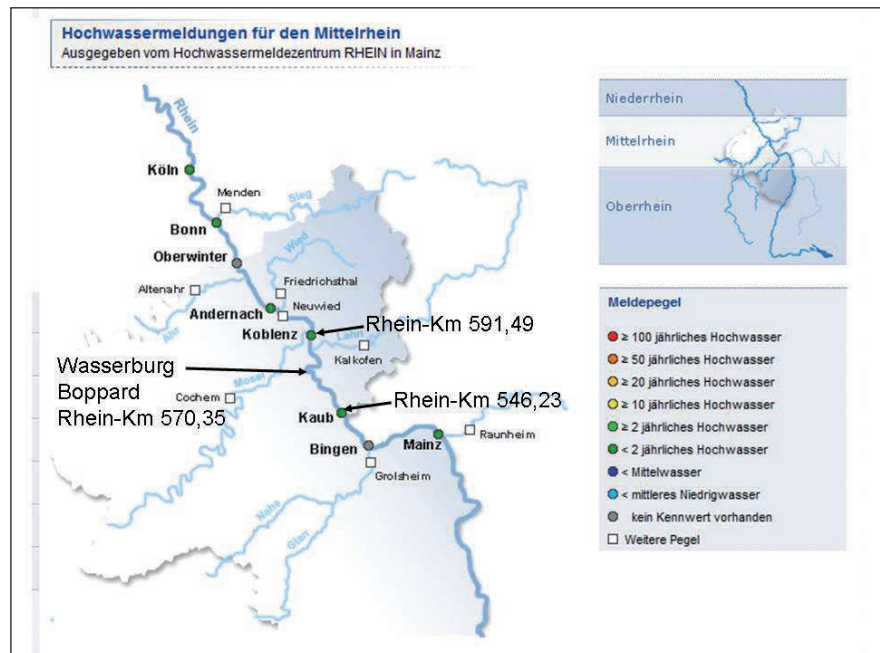 Hochwassermeldungen für den Mittelrhein
Ausgegeben vom Hochwassermeldezentrum RHEIN in Mainz
Rhein
Köln
Menden
Sieg
Bonn
Oberwinter
Wied
Altenahr
Friedrichsthal
Ahr
Andernach
Neuwied
Koblenz
Rhein-Km 591,49
Lahn
Kalkofen
Wasserburg
Boppard
Rhein-Km 570,35
Mosel
Cochem
Rhein-Km 546,23
Kaub
Bingen
Mainz
Raunheim
Grolsheim
Nahe
Glan
Niederrhein
Mittelrhein
Oberrhein
Meldepegel
≥ 100 jährliches Hochwasser
≥ 50 jährliches Hochwasser
≥ 20 jährliches Hochwasser
≥ 10 jährliches Hochwasser
≥ 2 jährliches Hochwasser
< 2 jährliches Hochwasser
< Mittelwasser
< mittleres Niedrigwasser
kein Kennwert vorhanden
Weitere Pegel